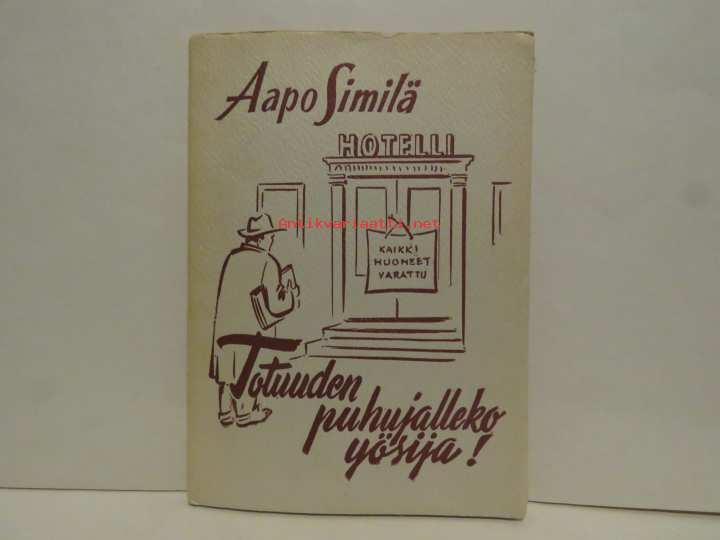 Aapo Similä
HOTELLI
Antikvariaatti.net
KAIKKI
HUONEET
VARATTU
Totuuden
puhujalleko
yösija!